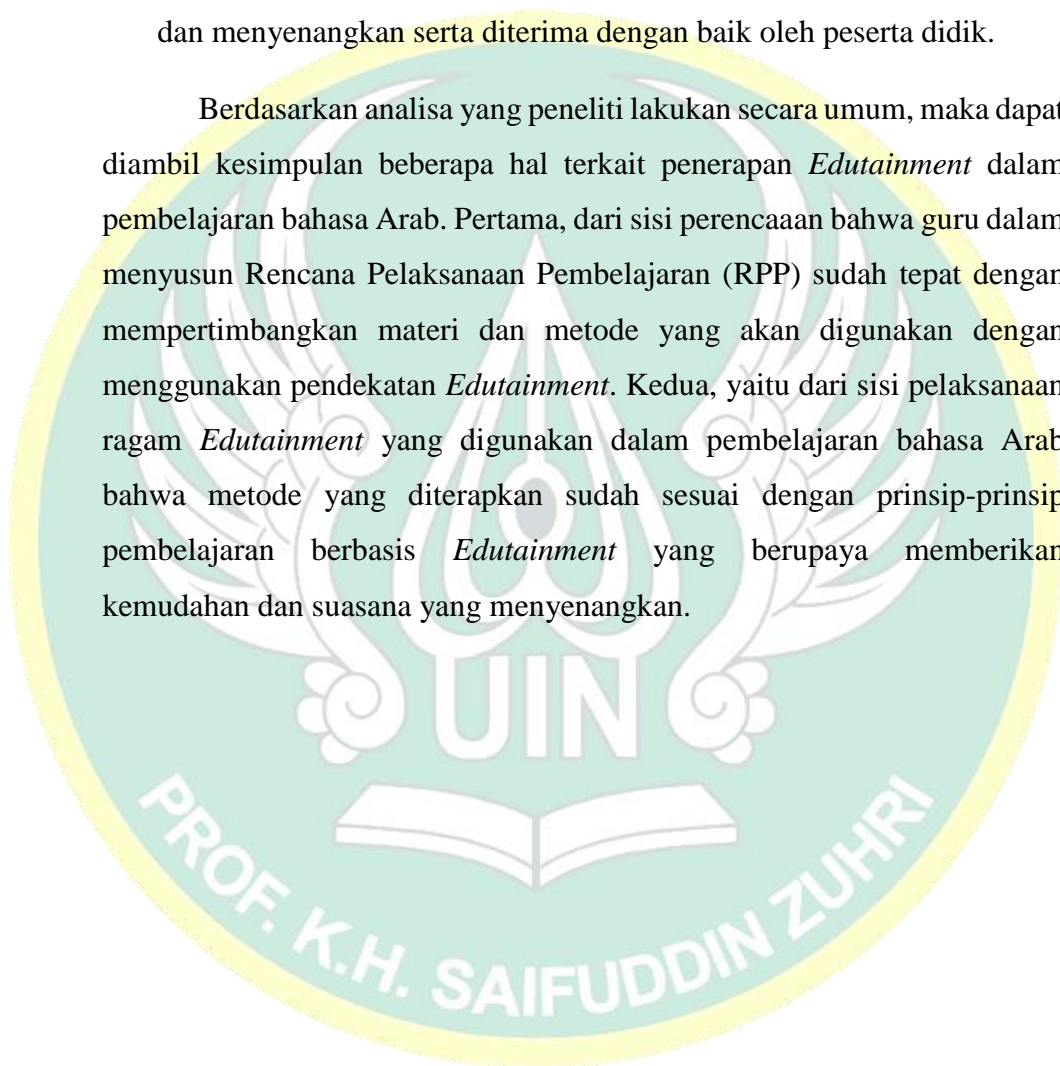 dan menyenangkan serta diterima dengan baik oleh peserta didik.
Berdasarkan analisa yang peneliti lakukan secara umum, maka dapat
diambil kesimpulan beberapa hal terkait penerapan Edutainment dalam
pembelajaran bahasa Arab. Pertama, dari sisi perencaaan bahwa guru dalam
menyusun Rencana Pelaksanaan Pembelajaran (RPP) sudah tepat dengan
mempertimbangkan materi dan metode yang akan digunakan dengan
menggunakan pendekatan Edutainment. Kedua, yaitu dari sisi pelaksanaan
ragam Edutainment yang digunakan dalam pembelajaran bahasa Arab
bahwa metode yang diterapkan sudah sesuai dengan prinsip-prinsip
pembelajaran berbasis Edutainment yang berupaya memberikan
kemudahan dan suasana yang menyenangkan.
UIN
PROF. K.H. SAIFUDDIN ZUHRI